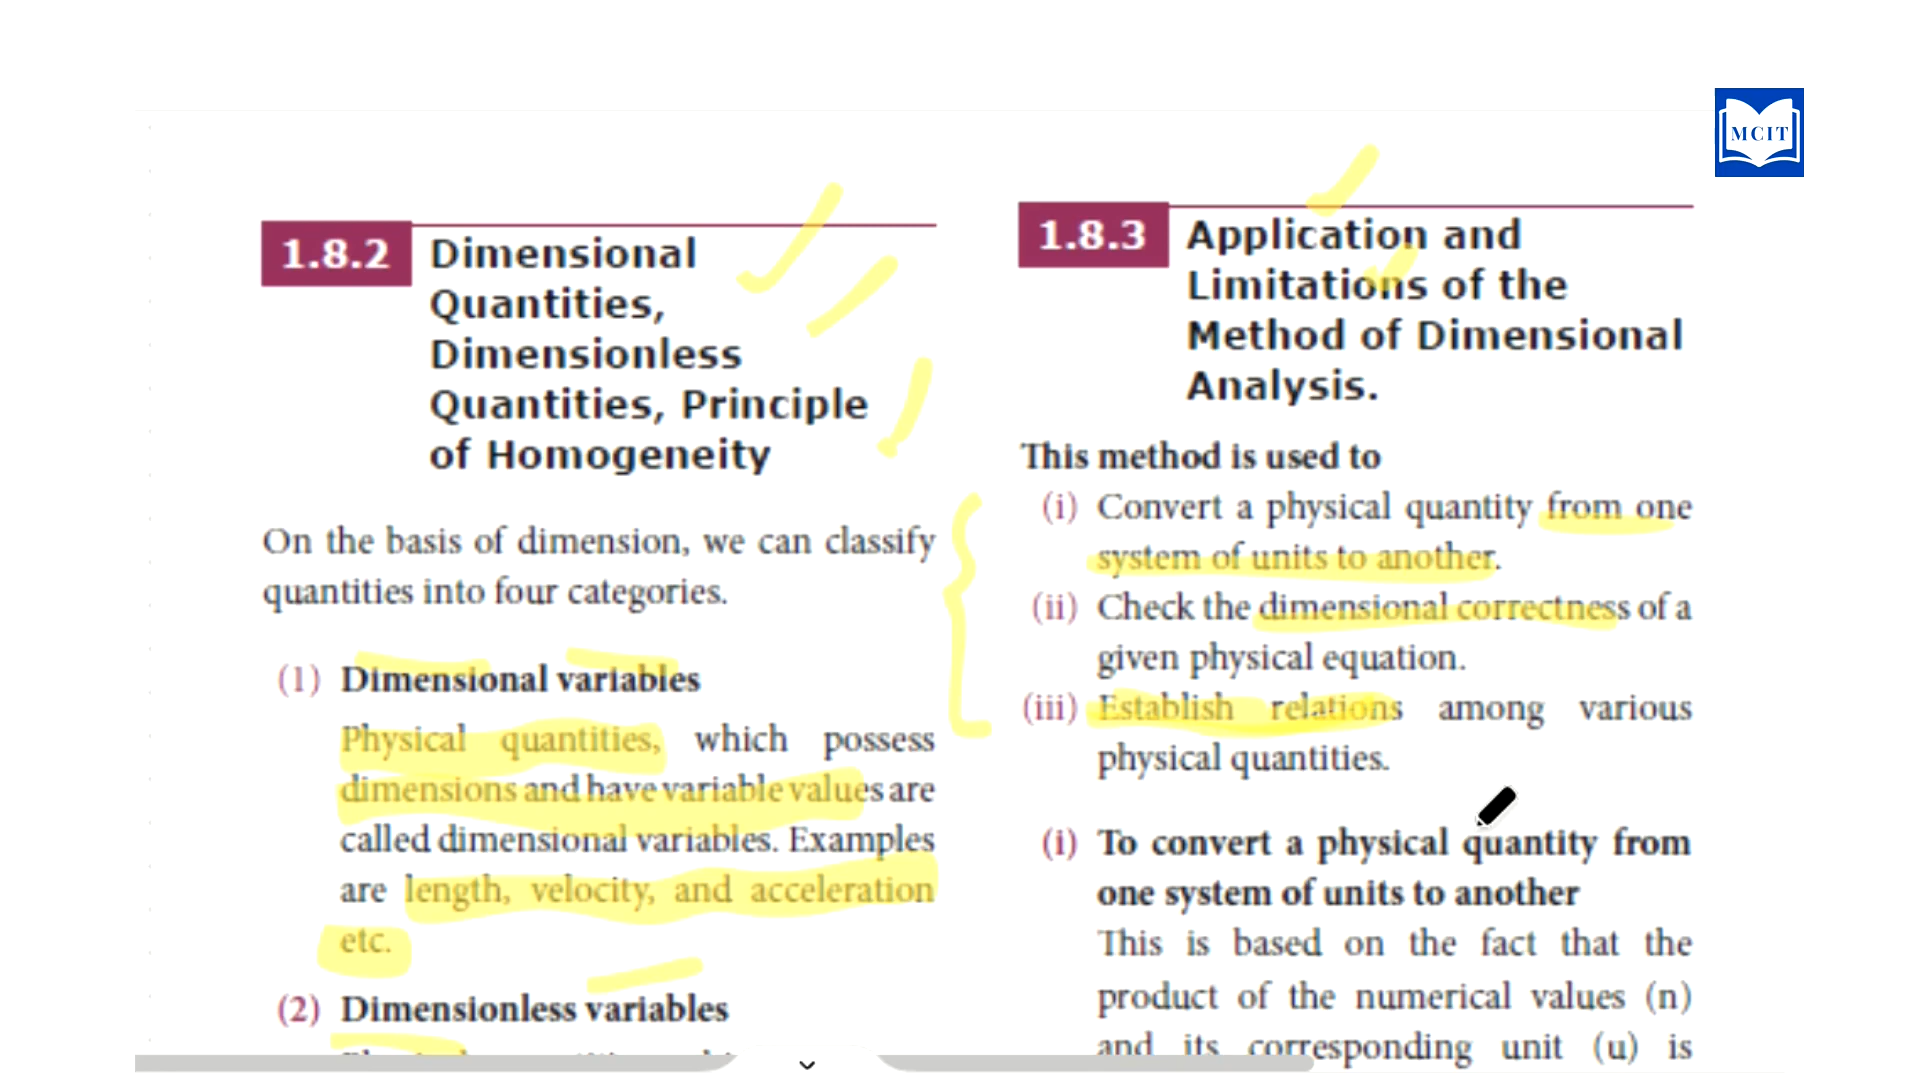 MCIT
1.8.2 Dimensional
Quantities,
Dimensionless
Quantities, Principle
of Homogeneity
On the basis of dimension, we can classify
quantities into four categories.
(1) Dimensional variables
Physical quantities, which possess
dimensions and have variable values are
called dimensional variables. Examples
are length, velocity, and acceleration
etc.
(2) Dimensionless variables
1.8.3 Application and
Limitations of the
Method of Dimensional
Analysis.
This method is used to
(i) Convert a physical quantity from one
system of units to another.
(ii) Check the dimensional correctness of a
given physical equation.
(iii) Establish relations among various
physical quantities.
(i) To convert a physical quantity from
one system of units to another
This is based on the fact that the
product of the numerical values (n)
and its corresponding unit (u) is